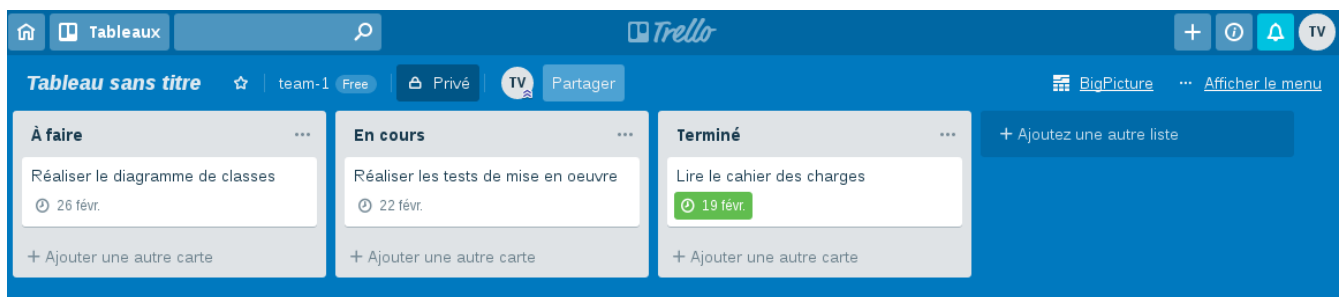 Tableaux
Trello
TV
Tableau sans titre
team-1 Free
Privé
TV
Partager
BigPicture
Afficher le menu
À faire
Réaliser le diagramme de classes
26 févr.
+ Ajouter une autre carte
En cours
Réaliser les tests de mise en oeuvre
22 févr.
+ Ajouter une autre carte
Terminé
Lire le cahier des charges
19 févr.
+ Ajouter une autre carte
+ Ajoutez une autre liste